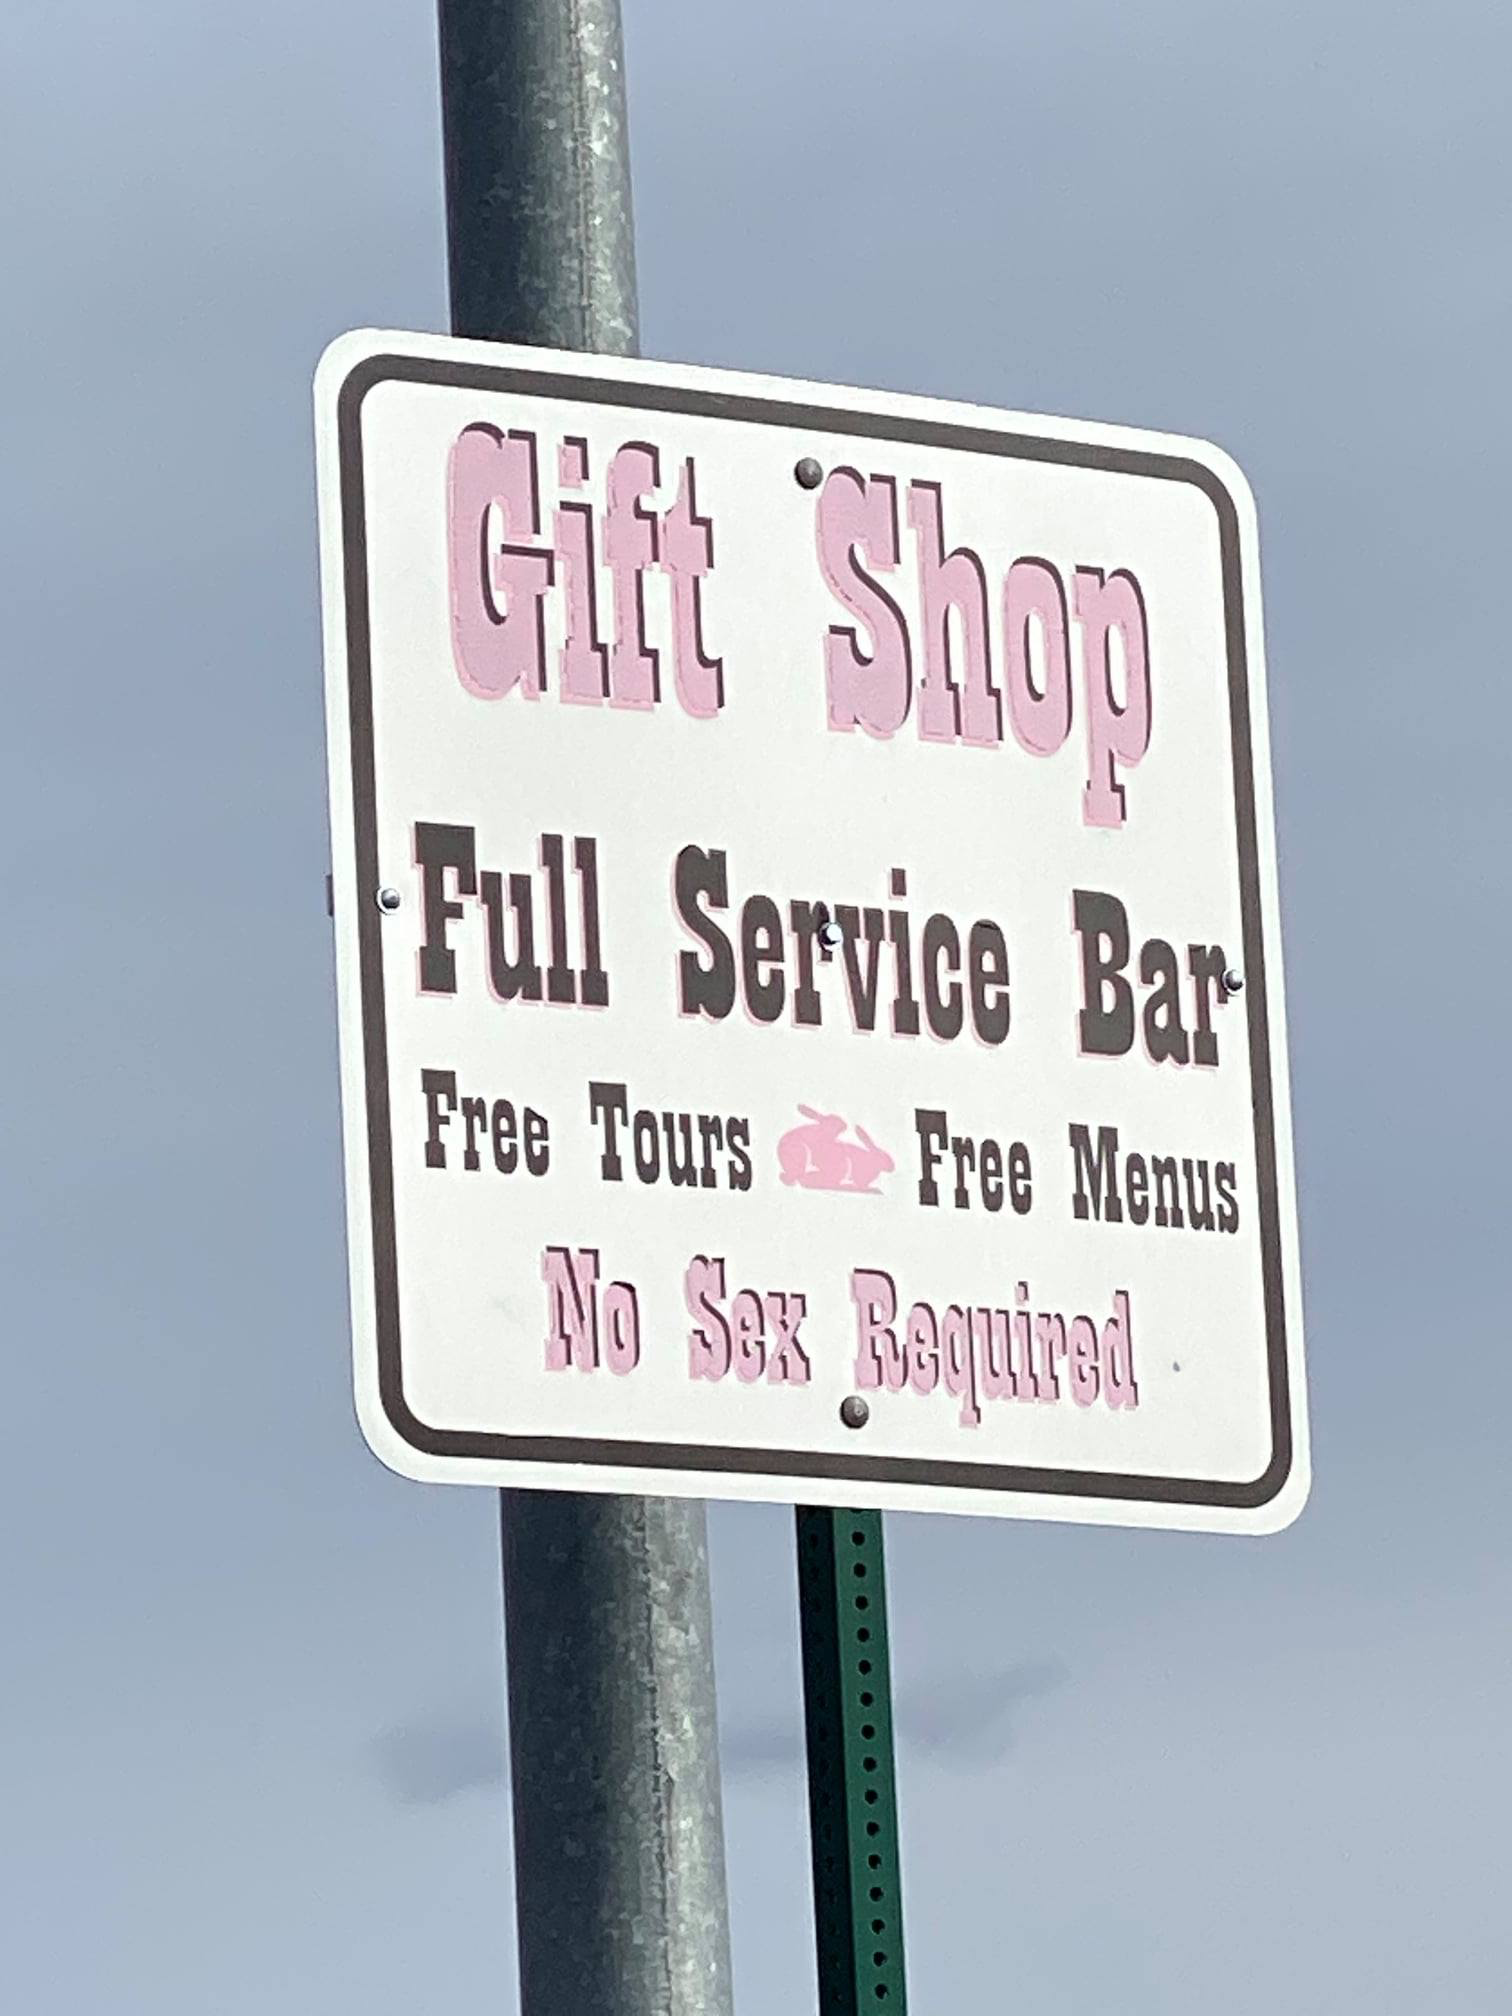 Gift Shop
Full Service Bar
Free Tours Free Menus
No Sex Required